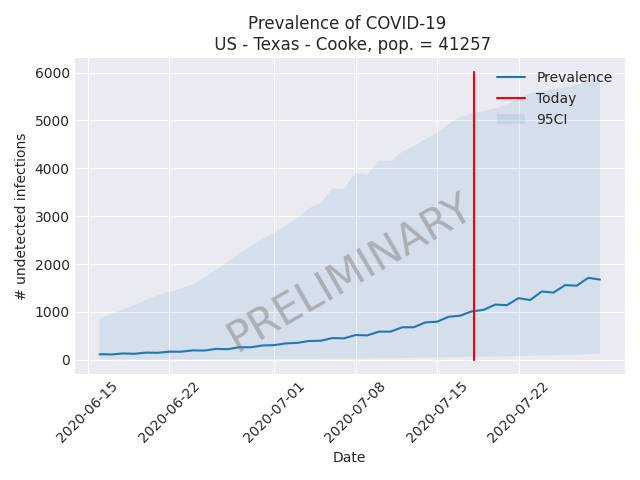 Prevalence of COVID-19
US - Texas - Cooke, pop. = 41257
6000
5000
4000
3000
2000
1000
0
# undetected infections
Prevalence
Today
95CI
PRELIMINARY
2020-06-15
2020-06-22
2020-07-01
2020-07-08
2020-07-15
2020-07-22
Date